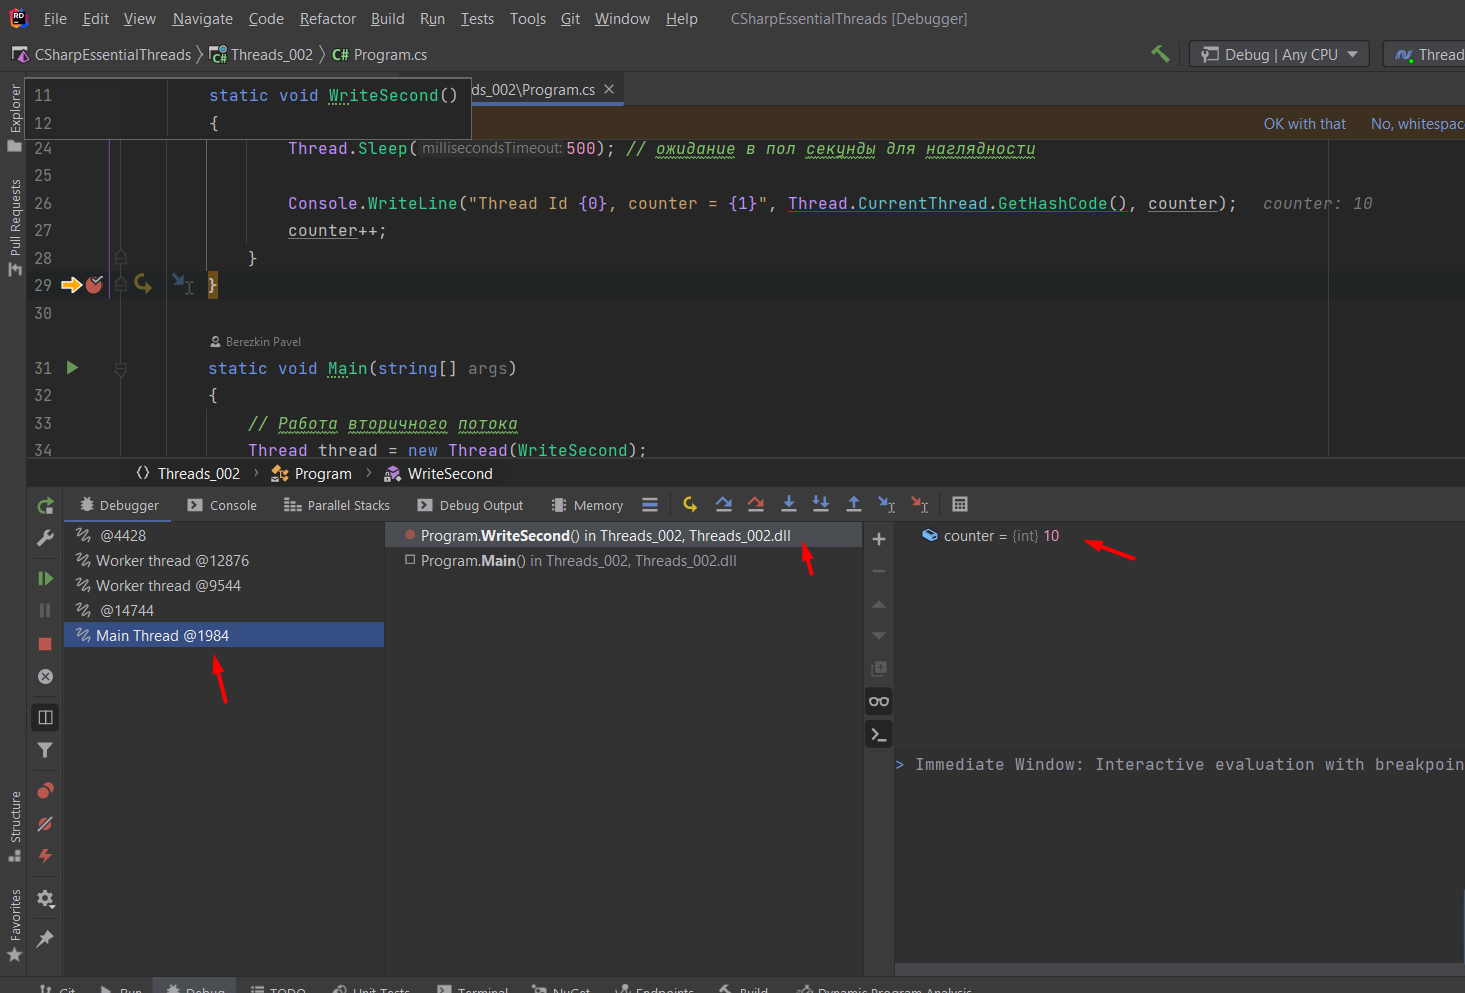 File Edit View Navigate Code Refactor Build Run Tests Tools Git Window Help CSharpEssentialThreads [Debugger]
CSharpEssentialThreads Threads_002 C# Program.cs Debug | Any CPU Thread
ds_002\Program.cs
OK with that No, whitespac
Explorer
Pull Requests
Structure
Favorites
11 static void WriteSecond()
12 {
24 Thread.Sleep( millisecondsTimeout: 500); // ожидание в пол секунды для наглядности
25
26 Console.WriteLine("Thread Id {0}, counter = {1}", Thread.CurrentThread.GetHashCode(), counter); counter: 10
27 counter++;
28 }
29 }
30
Berezkin Pavel
31 static void Main(string[] args)
32 {
33 // Работа вторичного потока
34 Thread thread = new Thread(WriteSecond);
Threads_002 Program WriteSecond
Debugger Console Parallel Stacks Debug Output Memory
@4428
Worker thread @12876
Worker thread @9544
@14744
Main Thread @1984
Program.WriteSecond() in Threads_002, Threads_002.dll
Program.Main() in Threads_002, Threads_002.dll
counter = {int} 10
> Immediate Window: Interactive evaluation with breakpoin
Git Run Debug TODO Unit Tests Terminal NuGet Endpoints Build Dynamic Program Analysis